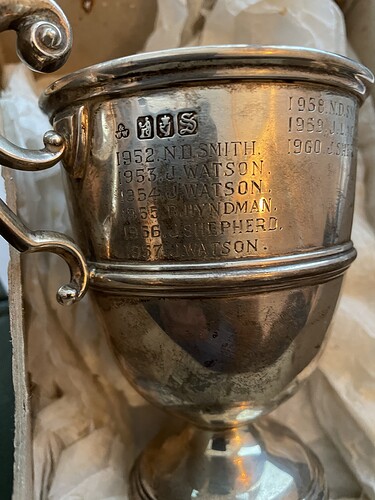 S
1952. N.D. SMITH.
1953. J. WATSON.
1954. J. WATSON.
1955. HYNDMAN.
1956. SHEPHERD.
1957. J. WATSON.
1958. N.D.
1959. J.
1960 J.